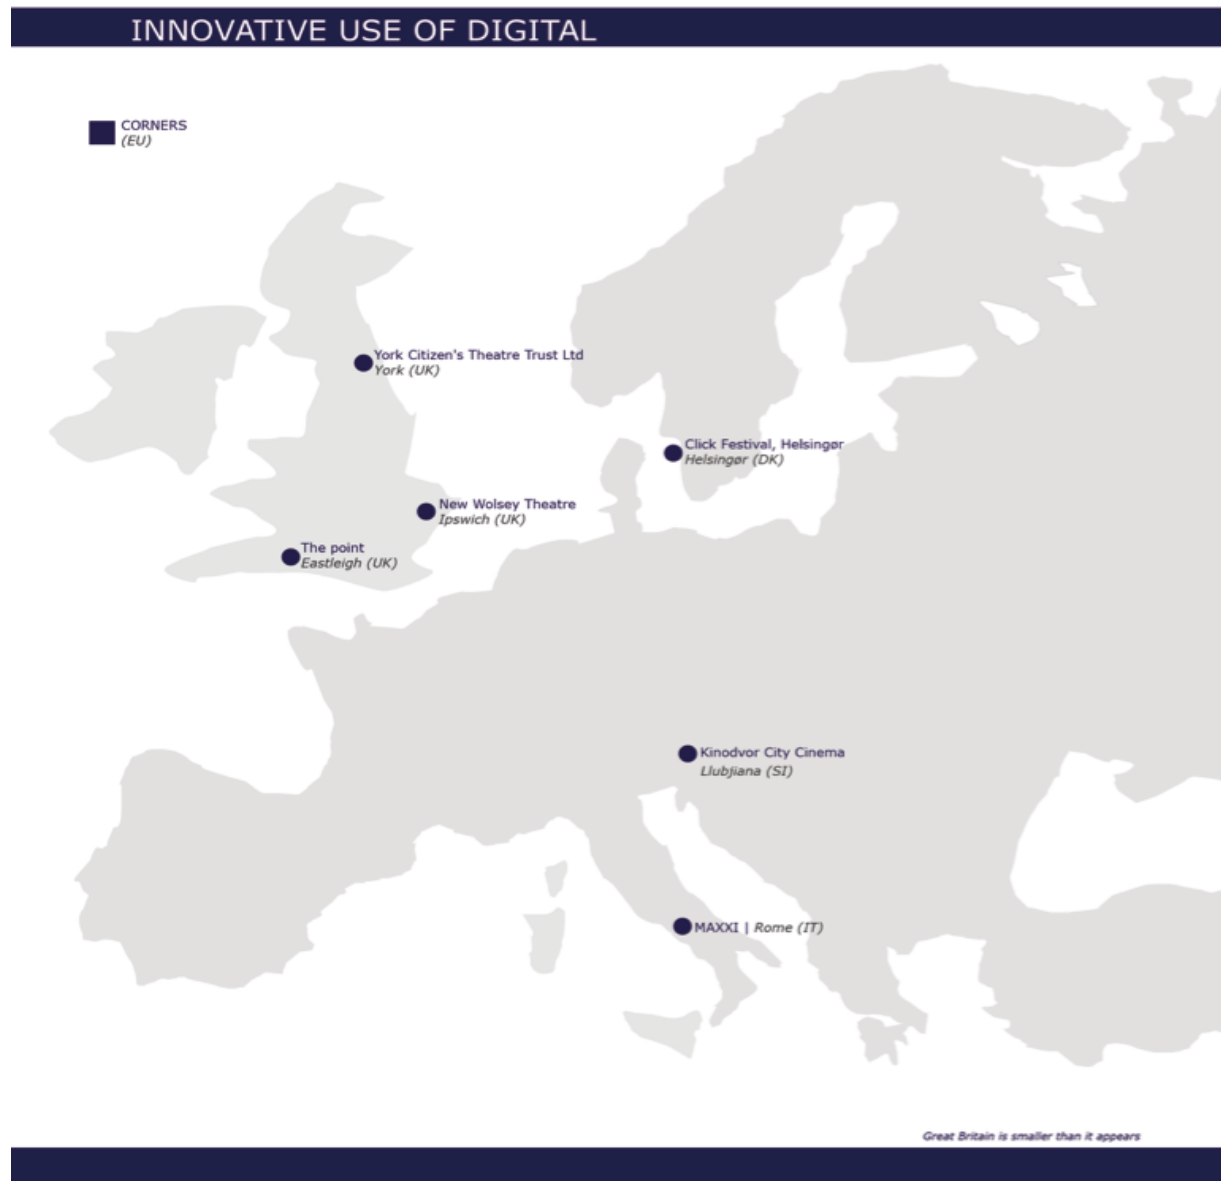 INNOVATIVE USE OF DIGITAL
CORNERS
(EU)
York Citizen's Theatre Trust Ltd
York (UK)
Click Festival, Helsingør
Helsingør (DK)
New Wolsey Theatre
Ipswich (UK)
The point
Eastleigh (UK)
Kinodvor City Cinema
Llubjiana (SI)
MAXXI | Rome (IT)
Great Britain is smaller than it appears